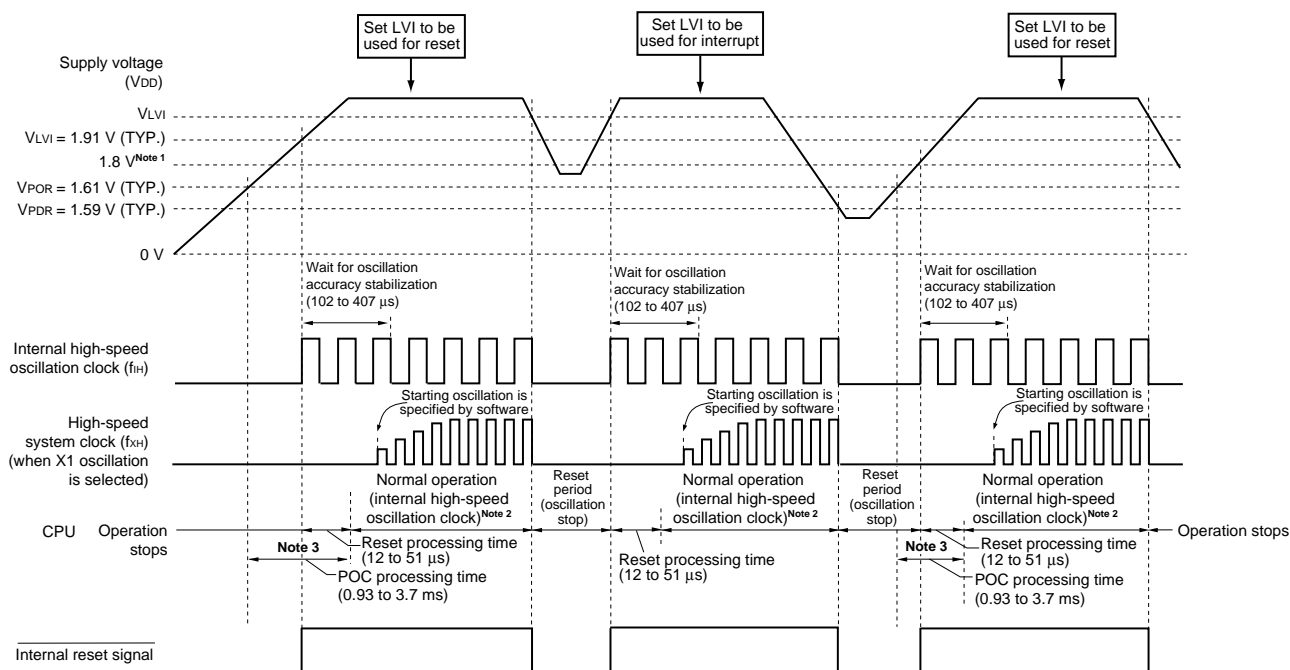 Set LVI to be
used for reset
Set LVI to be
used for interrupt
Set LVI to be
used for reset
Supply voltage
(VDD)
VLVI
VLVI = 1.91 V (TYP.)
1.8 V Note 1
VPOR = 1.61 V (TYP.)
VPDR = 1.59 V (TYP.)
0 V
Wait for oscillation
accuracy stabilization
(102 to 407 μs)
Wait for oscillation
accuracy stabilization
(102 to 407 μs)
Wait for oscillation
accuracy stabilization
(102 to 407 μs)
Internal high-speed
oscillation clock (fIH)
Starting oscillation is
specified by software
Starting oscillation is
specified by software
Starting oscillation is
specified by software
High-speed
system clock (fXH)
(when X1 oscillation
is selected)
Normal operation
(internal high-speed
oscillation clock) Note 2
Reset
period
(oscillation
stop)
Normal operation
(internal high-speed
oscillation clock) Note 2
Reset
period
(oscillation
stop)
Normal operation
(internal high-speed
oscillation clock) Note 2
CPU
Operation
stops
Operation stops
Note 3
Reset processing time
(12 to 51 μs)
POC processing time
(0.93 to 3.7 ms)
Reset processing time
(12 to 51 μs)
Note 3
Reset processing time
(12 to 51 μs)
POC processing time
(0.93 to 3.7 ms)
Internal reset signal